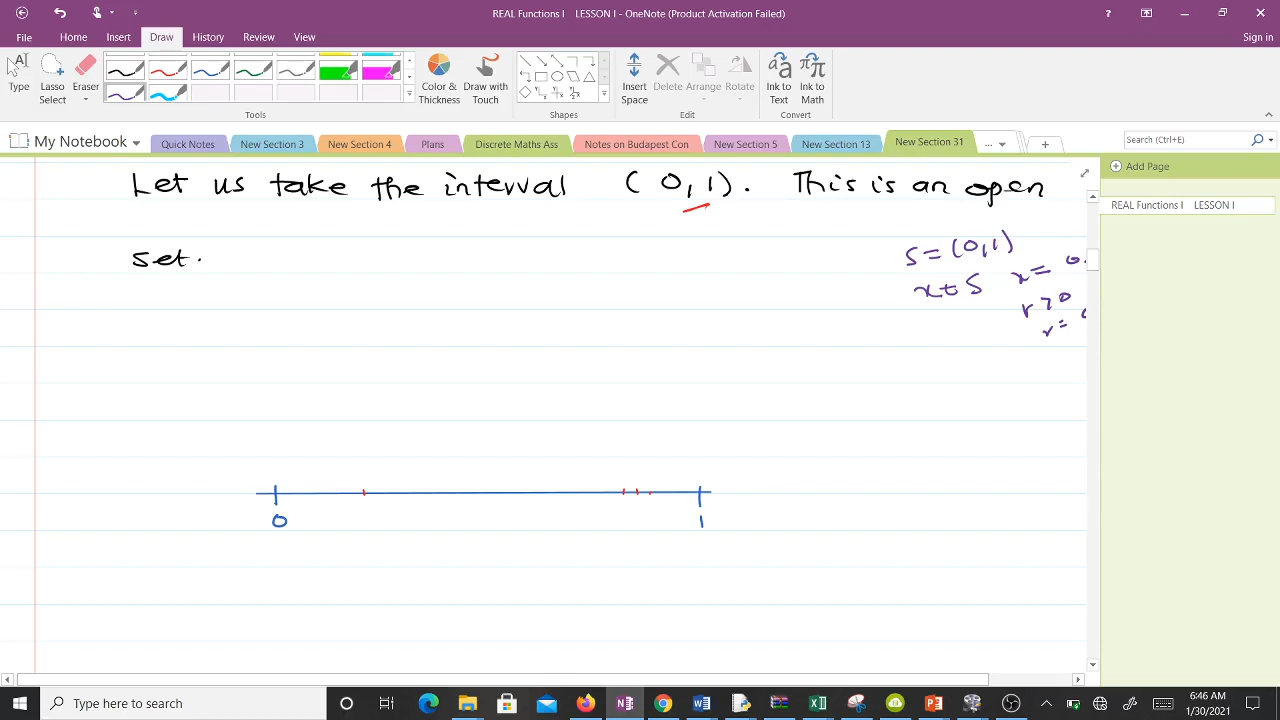 REAL Functions I    LESSON I - OneNote (Product Activation Failed)
File Home Insert Draw History Review View Sign in
Type Lasso Select Eraser Color & Thickness Draw with Touch Insert Space Delete Arrange Rotate Ink to Text Ink to Math
Tools Shapes Edit Convert
My Notebook Quick Notes New Section 3 New Section 4 Plans Discrete Maths Ass Notes on Budapest Con New Section 5 New Section 13 New Section 31 ... Search (Ctrl+E)
Add Page
REAL Functions I    LESSON I
Let us take the interval (0,1). This is an open
set.
S = (0,1)
x ∈ S x = 0.
r > 0
r =
0 1
Type here to search
6:46 AM
1/30/2021